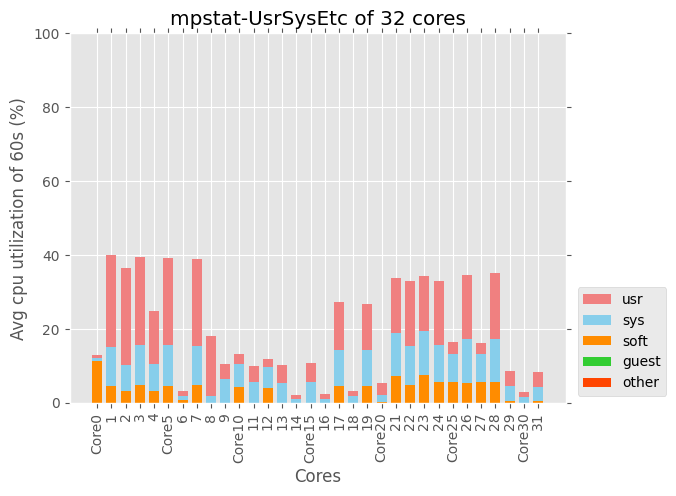 mpstat-UsrSysEtc of 32 cores
Avg cpu utilization of 60s (%)
100
80
60
40
20
0
Core0
1
2
3
4
Core5
6
7
8
9
Core10
11
12
13
14
Core15
16
17
18
19
Core20
21
22
23
24
Core25
26
27
28
29
Core30
31
Cores
usr
sys
soft
guest
other